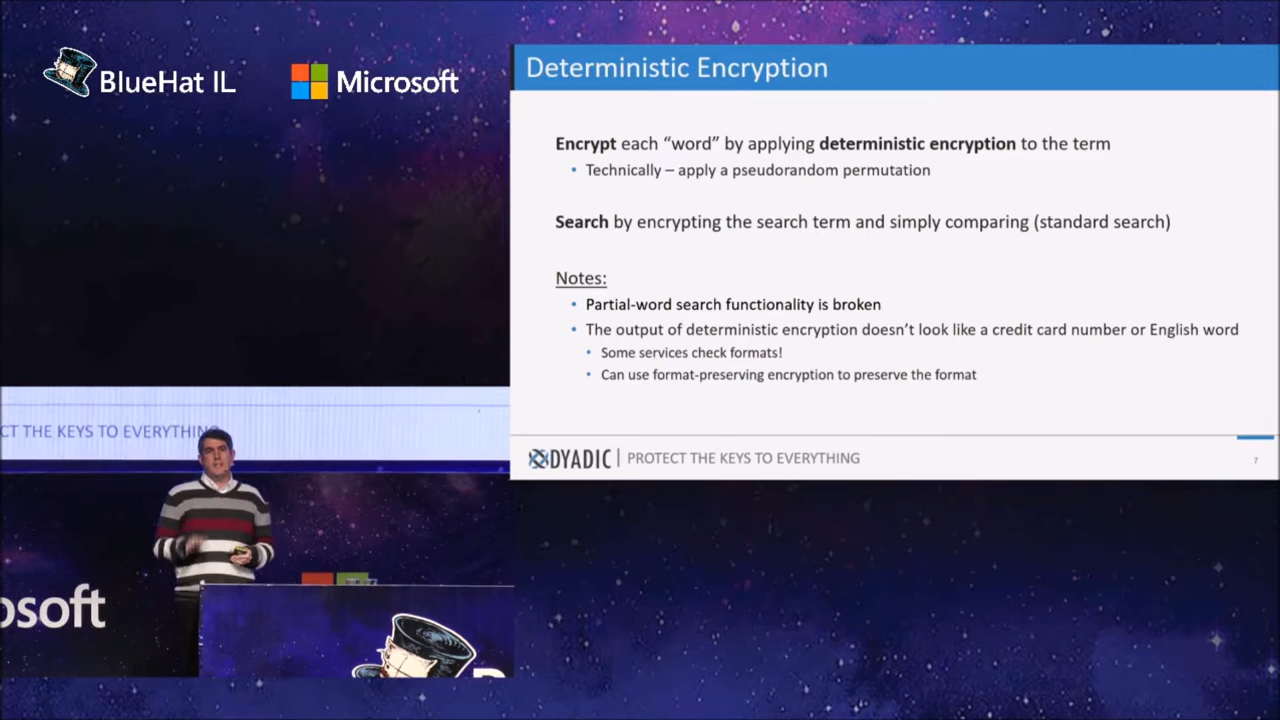 BlueHat IL
Microsoft
Deterministic Encryption
Encrypt each “word” by applying deterministic encryption to the term
• Technically – apply a pseudorandom permutation
Search by encrypting the search term and simply comparing (standard search)
Notes:
• Partial-word search functionality is broken
• The output of deterministic encryption doesn’t look like a credit card number or English word
• Some services check formats!
• Can use format-preserving encryption to preserve the format
DYADIC | PROTECT THE KEYS TO EVERYTHING
7
CT THE KEYS TO EVERYTHING
osoft